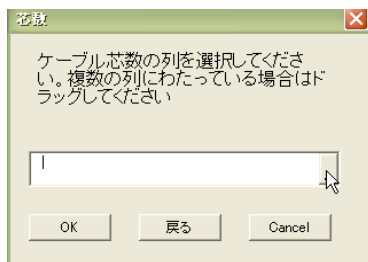 芯数
ケーブル芯数の列を選択してくださ
い。複数の列にわたっている場合はド
ラッグしてください
OK
戻る
Cancel